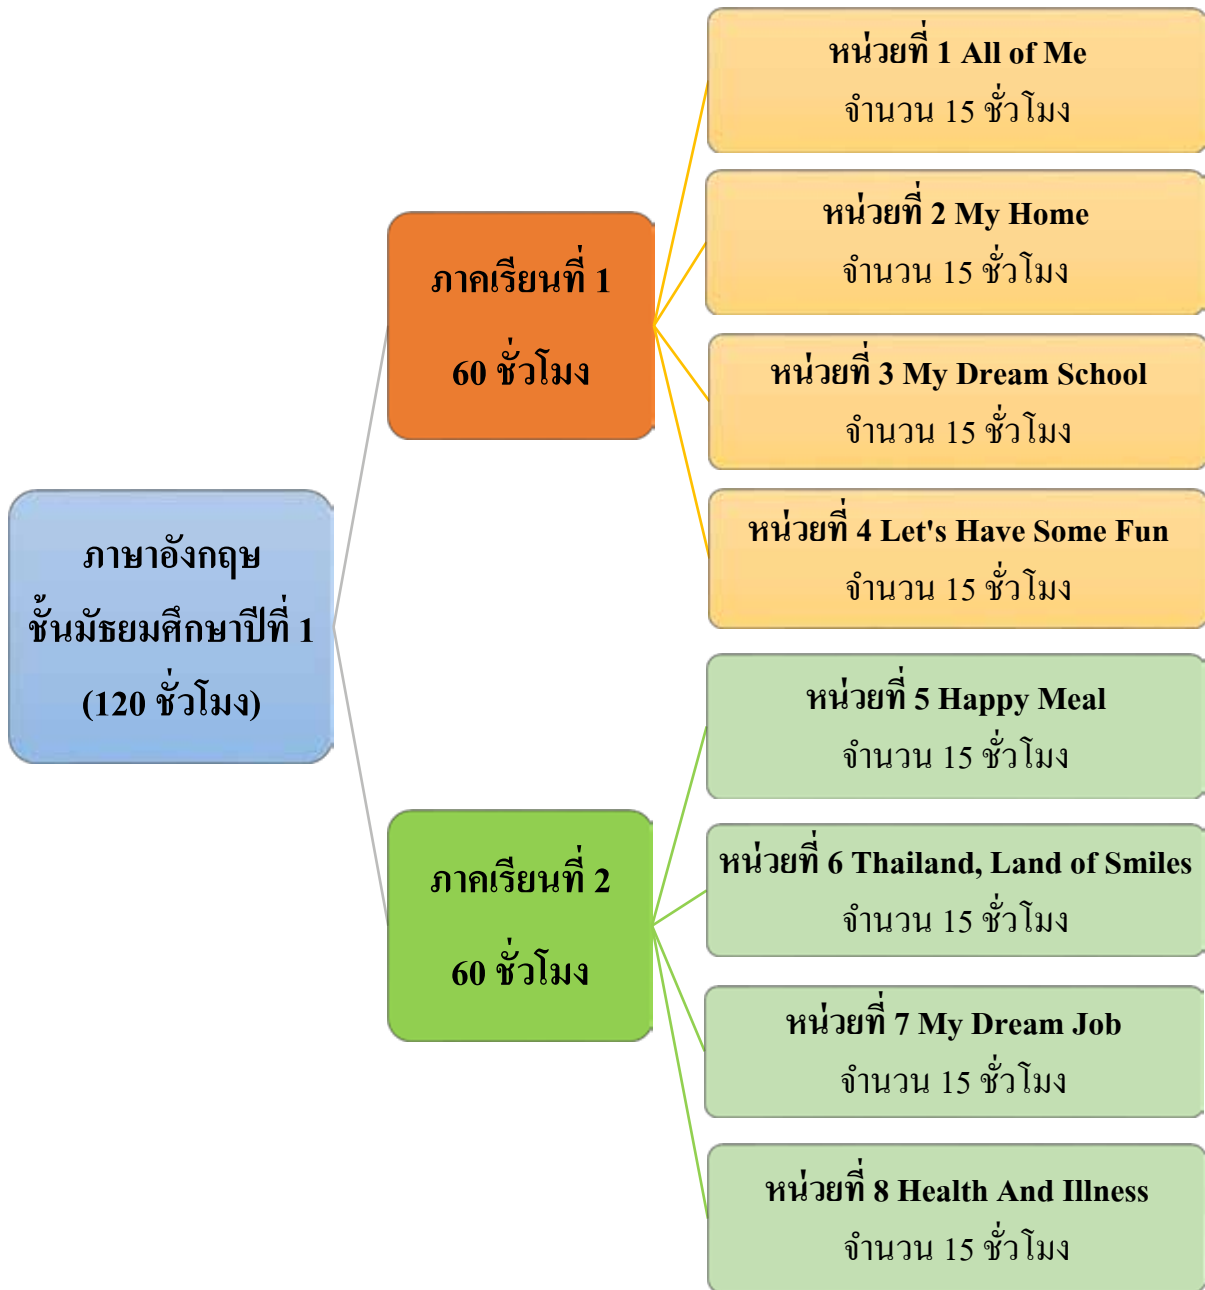 ภาษาอังกฤษ
ชั้นมัธยมศึกษาปีที่ 1
(120 ชั่วโมง)
ภาคเรียนที่ 1
60 ชั่วโมง
หน่วยที่ 1 All of Me
จำนวน 15 ชั่วโมง
หน่วยที่ 2 My Home
จำนวน 15 ชั่วโมง
หน่วยที่ 3 My Dream School
จำนวน 15 ชั่วโมง
หน่วยที่ 4 Let's Have Some Fun
จำนวน 15 ชั่วโมง
ภาคเรียนที่ 2
60 ชั่วโมง
หน่วยที่ 5 Happy Meal
จำนวน 15 ชั่วโมง
หน่วยที่ 6 Thailand, Land of Smiles
จำนวน 15 ชั่วโมง
หน่วยที่ 7 My Dream Job
จำนวน 15 ชั่วโมง
หน่วยที่ 8 Health And Illness
จำนวน 15 ชั่วโมง